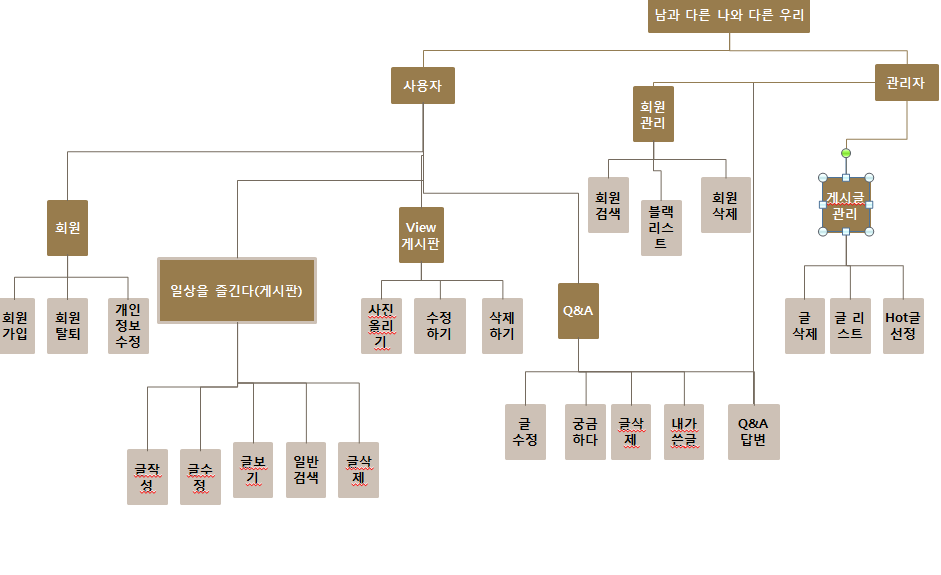 남과 다른 나와 다른 우리
사용자
관리자
회원
관리
회원
검색
블랙
리스
트
회원
삭제
게시글
관리
회원
View
게시판
일상을 즐긴다(게시판)
Q&A
회원
가입
회원
탈퇴
개인
정보
수정
사진
올리
기
수정
하기
삭제
하기
글
삭제
글 리
스트
Hot글
선정
글
수정
궁금
하다
글삭
제
내가
쓴글
Q&A
답변
글작
성
글수
정
글보
기
일반
검색
글삭
제